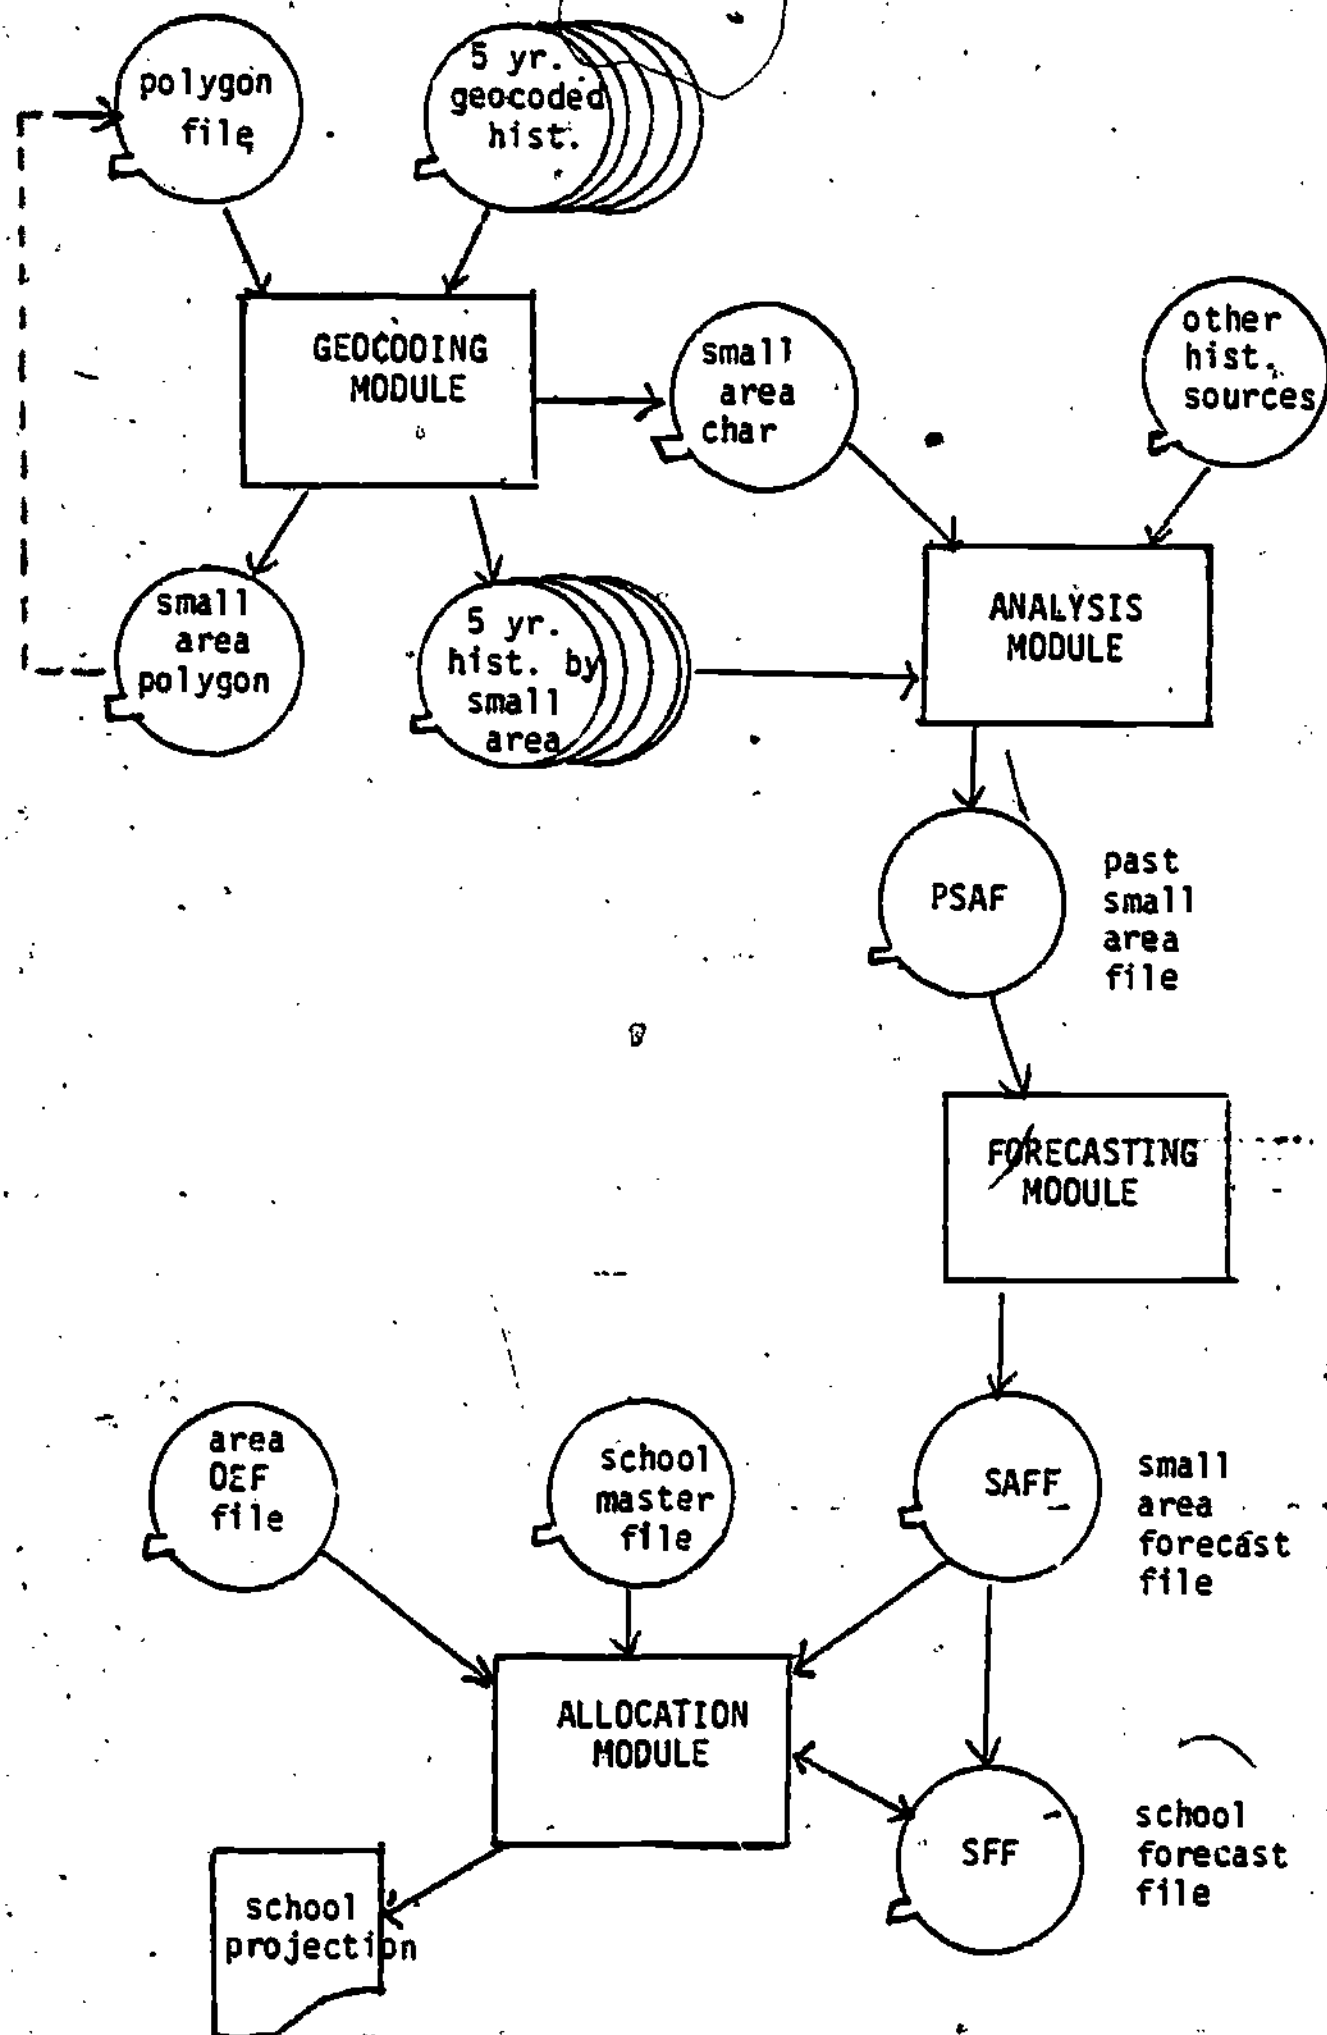 polygon
file
5 yr.
geocoded
hist.
GEOCODING
MODULE
small
area
char
other
hist.
sources
small
area
polygon
5 yr.
hist. by
small
area
ANALYSIS
MODULE
PSAF
past
small
area
file
FORECASTING
MODULE
area
OEF
file
school
master
file
SAFF
small
area
forecast
file
ALLOCATION
MODULE
SFF
school
forecast
file
school
projection